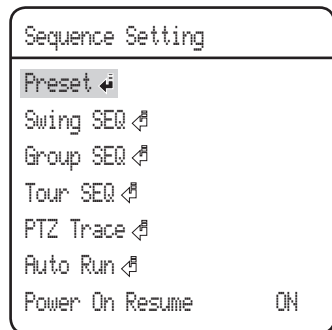 Sequence Setting
Preset ↲
Swing SEQ ↲
Group SEQ ↲
Tour SEQ ↲
PTZ Trace ↲
Auto Run ↲
Power On Resume ON